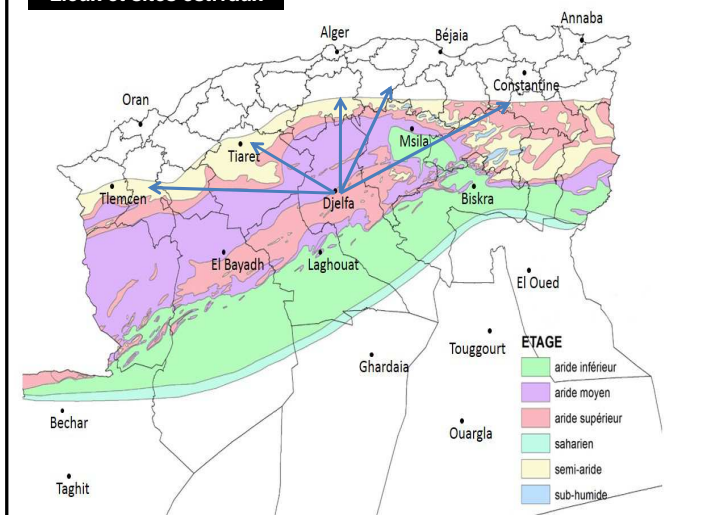 Annaba
Alger
Béjaia
Constantine
Oran
Msila
Tiaret
Tlemcen
Djelfa
Biskra
El Bayadh
Laghouat
El Oued
ETAGE
Touggourt
Ghardaia
aride inférieur
aride moyen
Bechar
aride supérieur
Ouargla
saharien
semi-aride
Taghit
sub-humide